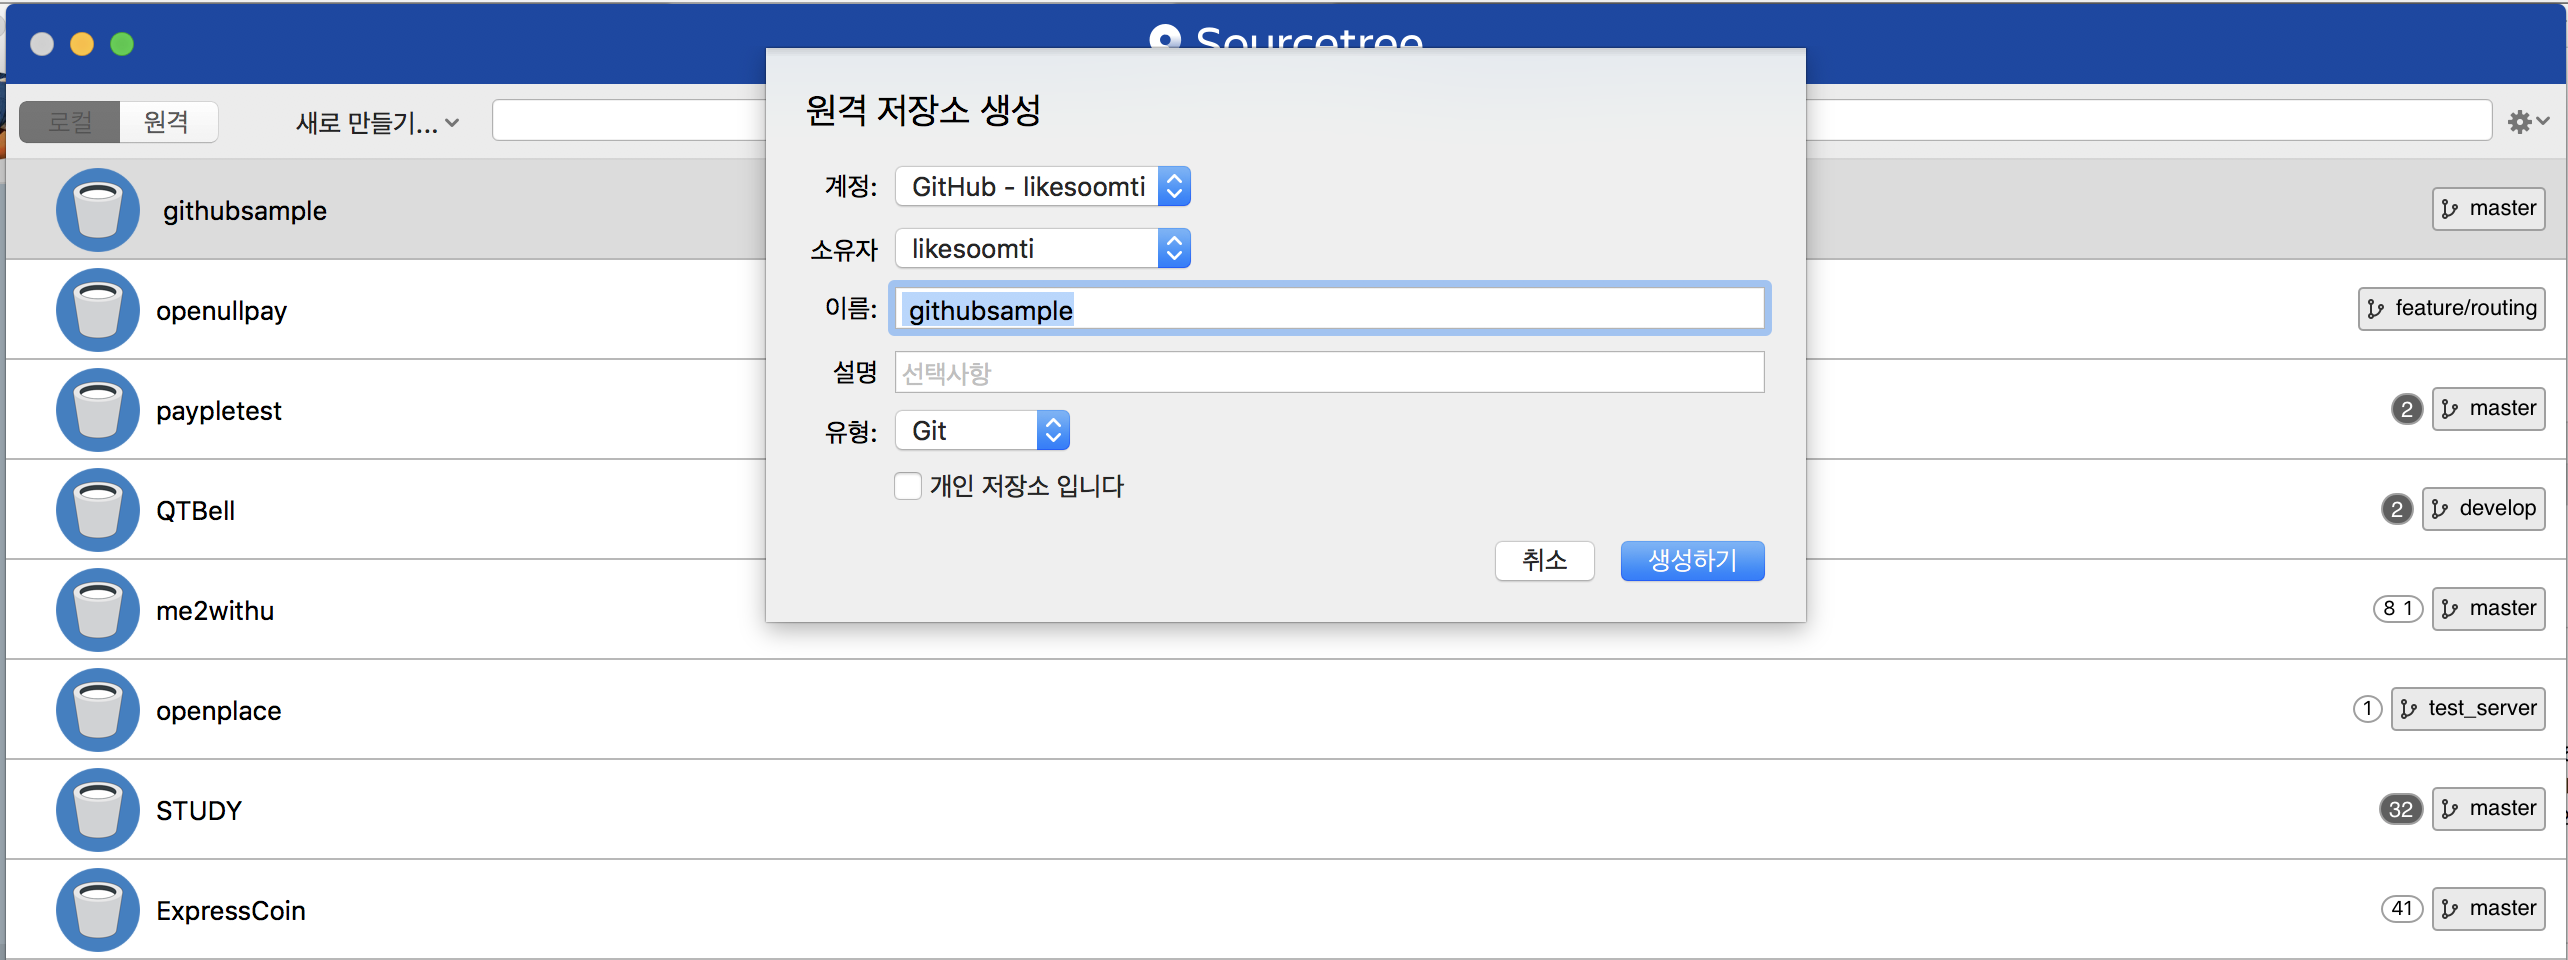 Sourcetree
로컬 원격 새로 만들기...
원격 저장소 생성
계정: GitHub - likesoomti
소유자 likesoomti
이름: githubsample
설명 선택사항
유형: Git
개인 저장소 입니다
취소 생성하기
githubsample master
openullpay feature/routing
paypletest 2 master
QTBell 2 develop
me2withu 8 1 master
openplace 1 test_server
STUDY 32 master
ExpressCoin 41 master